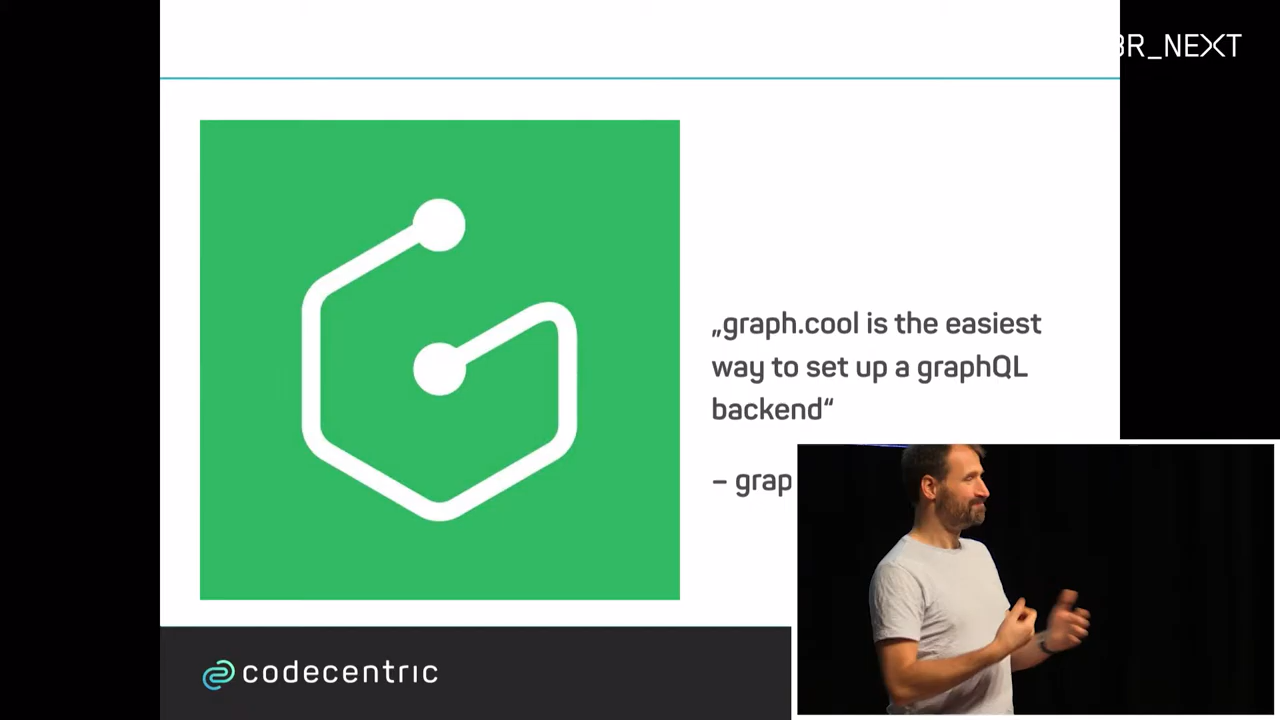 BR_NEXT
„graph.cool is the easiest
way to set up a graphQL
backend“
– grap
codecentric